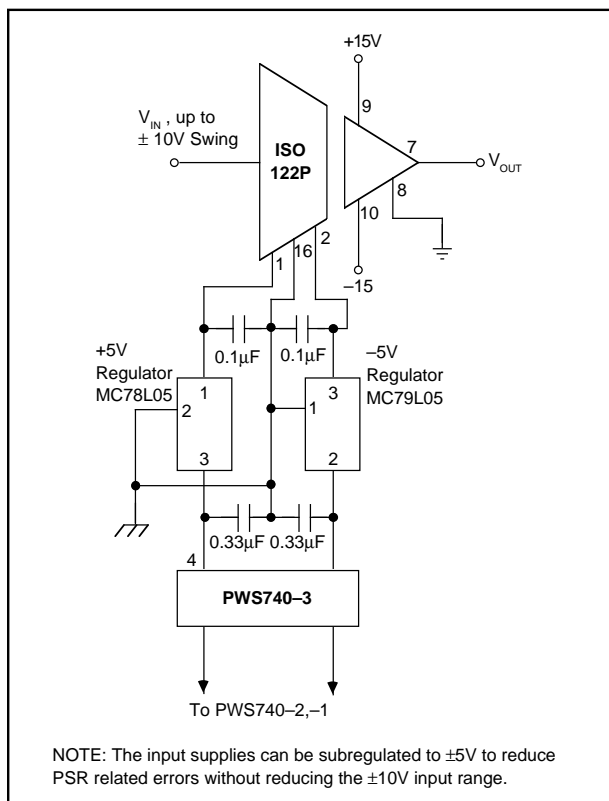 +15V
9
V_IN , up to
± 10V Swing
ISO
122P
7
V_OUT
8
10
2
16
1
–15
0.1µF
0.1µF
+5V
Regulator
MC78L05
–5V
Regulator
MC79L05
1
2
3
3
1
2
0.33µF
0.33µF
4
PWS740–3
To PWS740–2,–1
NOTE: The input supplies can be subregulated to ±5V to reduce
PSR related errors without reducing the ±10V input range.